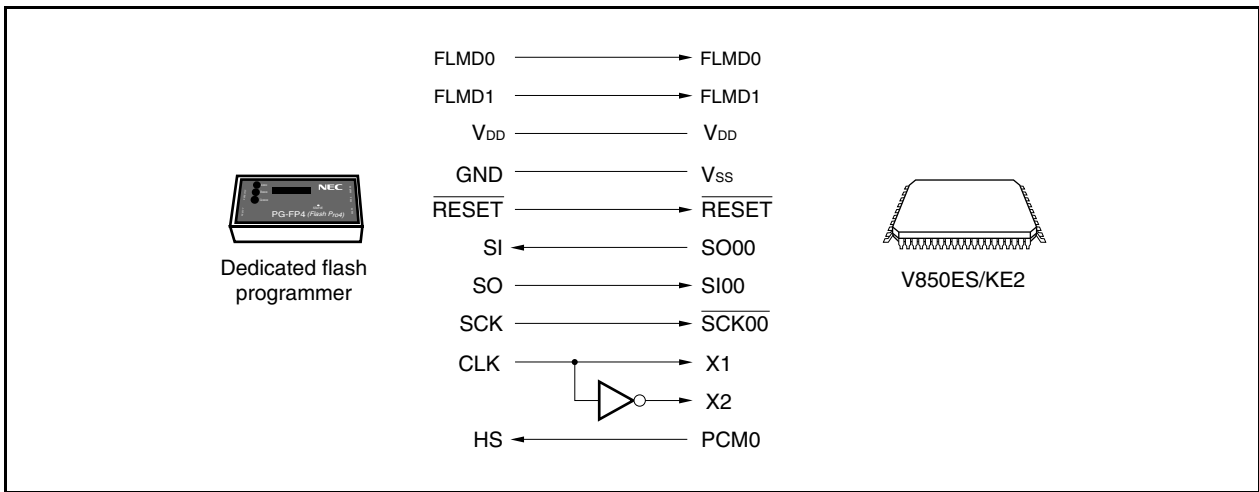 FLMD0 FLMD0
FLMD1 FLMD1
VDD VDD
GND VSS
RESET RESET
SI SO00
SO SI00
SCK SCK00
CLK X1
X2
HS PCM0
NEC
PG-FP4 (Flash Pro4)
Dedicated flash
programmer
V850ES/KE2